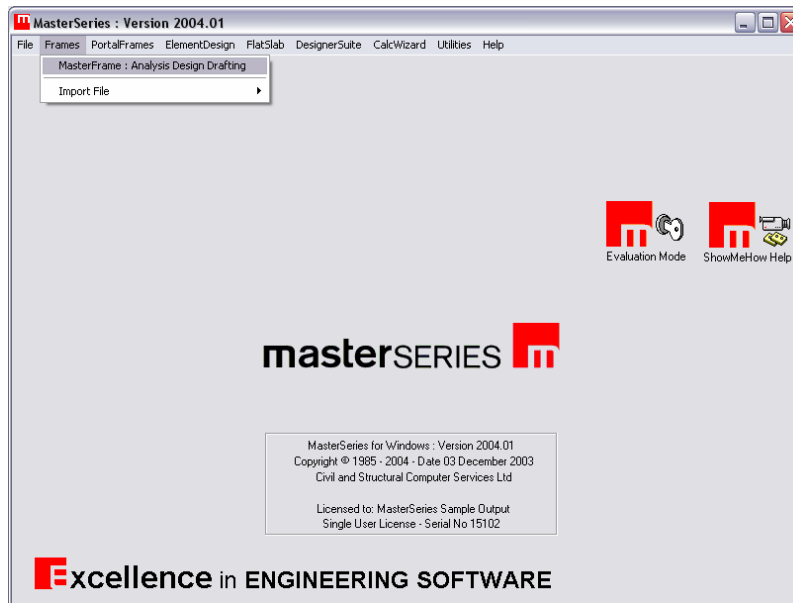 MasterSeries : Version 2004.01
File Frames PortalFrames ElementDesign FlatSlab DesignerSuite CalcWizard Utilities Help
MasterFrame : Analysis Design Drafting
Import File
Evaluation Mode
ShowMeHow Help
masterSERIES
MasterSeries for Windows : Version 2004.01
Copyright © 1985 - 2004 - Date 03 December 2003
Civil and Structural Computer Services Ltd
Licensed to: MasterSeries Sample Output
Single User License - Serial No 15102
Excellence in ENGINEERING SOFTWARE